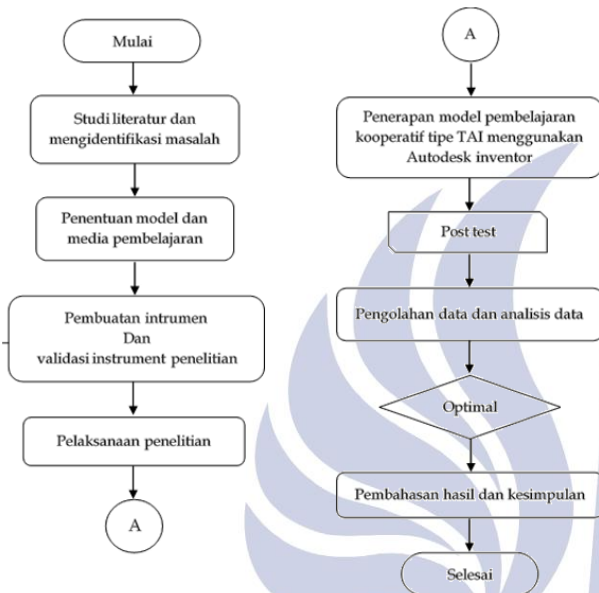 Mulai
Studi literatur dan
mengidentifikasi masalah
Penentuan model dan
media pembelajaran
Pembuatan intrumen
Dan
validasi instrument penelitian
Pelaksanaan penelitian
A
A
Penerapan model pembelajaran
kooperatif tipe TAI menggunakan
Autodesk inventor
Post test
Pengolahan data dan analisis data
Optimal
Pembahasan hasil dan kesimpulan
Selesai